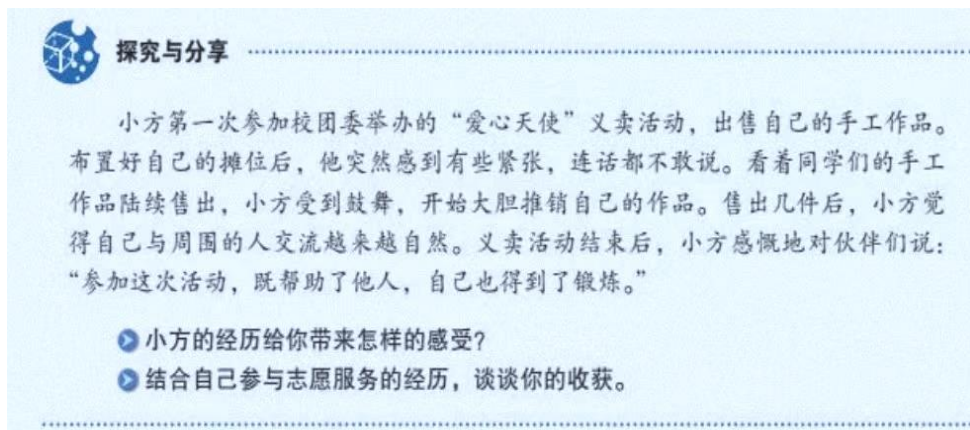 探究与分享
小方第一次参加校团委举办的“爱心天使”义卖活动，出售自己的手工作品。
布置好自己的摊位后，他突然感到有些紧张，连话都不敢说。看着同学们的手工
作品陆续售出，小方受到鼓舞，开始大胆推销自己的作品。售出几件后，小方觉
得自己与周围的人交流越来越自然。义卖活动结束后，小方感慨地对伙伴们说：
“参加这次活动，既帮助了他人，自己也得到了锻炼。”
小方的经历给你带来怎样的感受？
结合自己参与志愿服务的经历，谈谈你的收获。